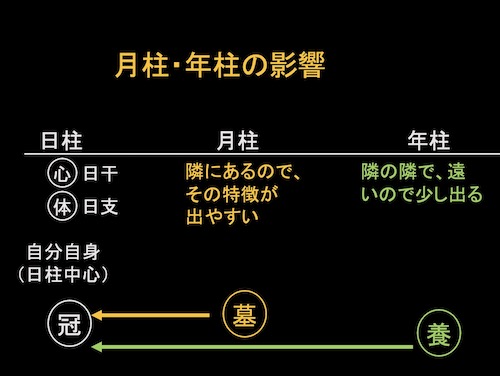 月柱・年柱の影響
日柱 月柱 年柱
心 日干
体 日支
隣にあるので、
その特徴が
出やすい
隣の隣で、遠
いので少し出る
自分自身
（日柱中心）
冠 墓 養